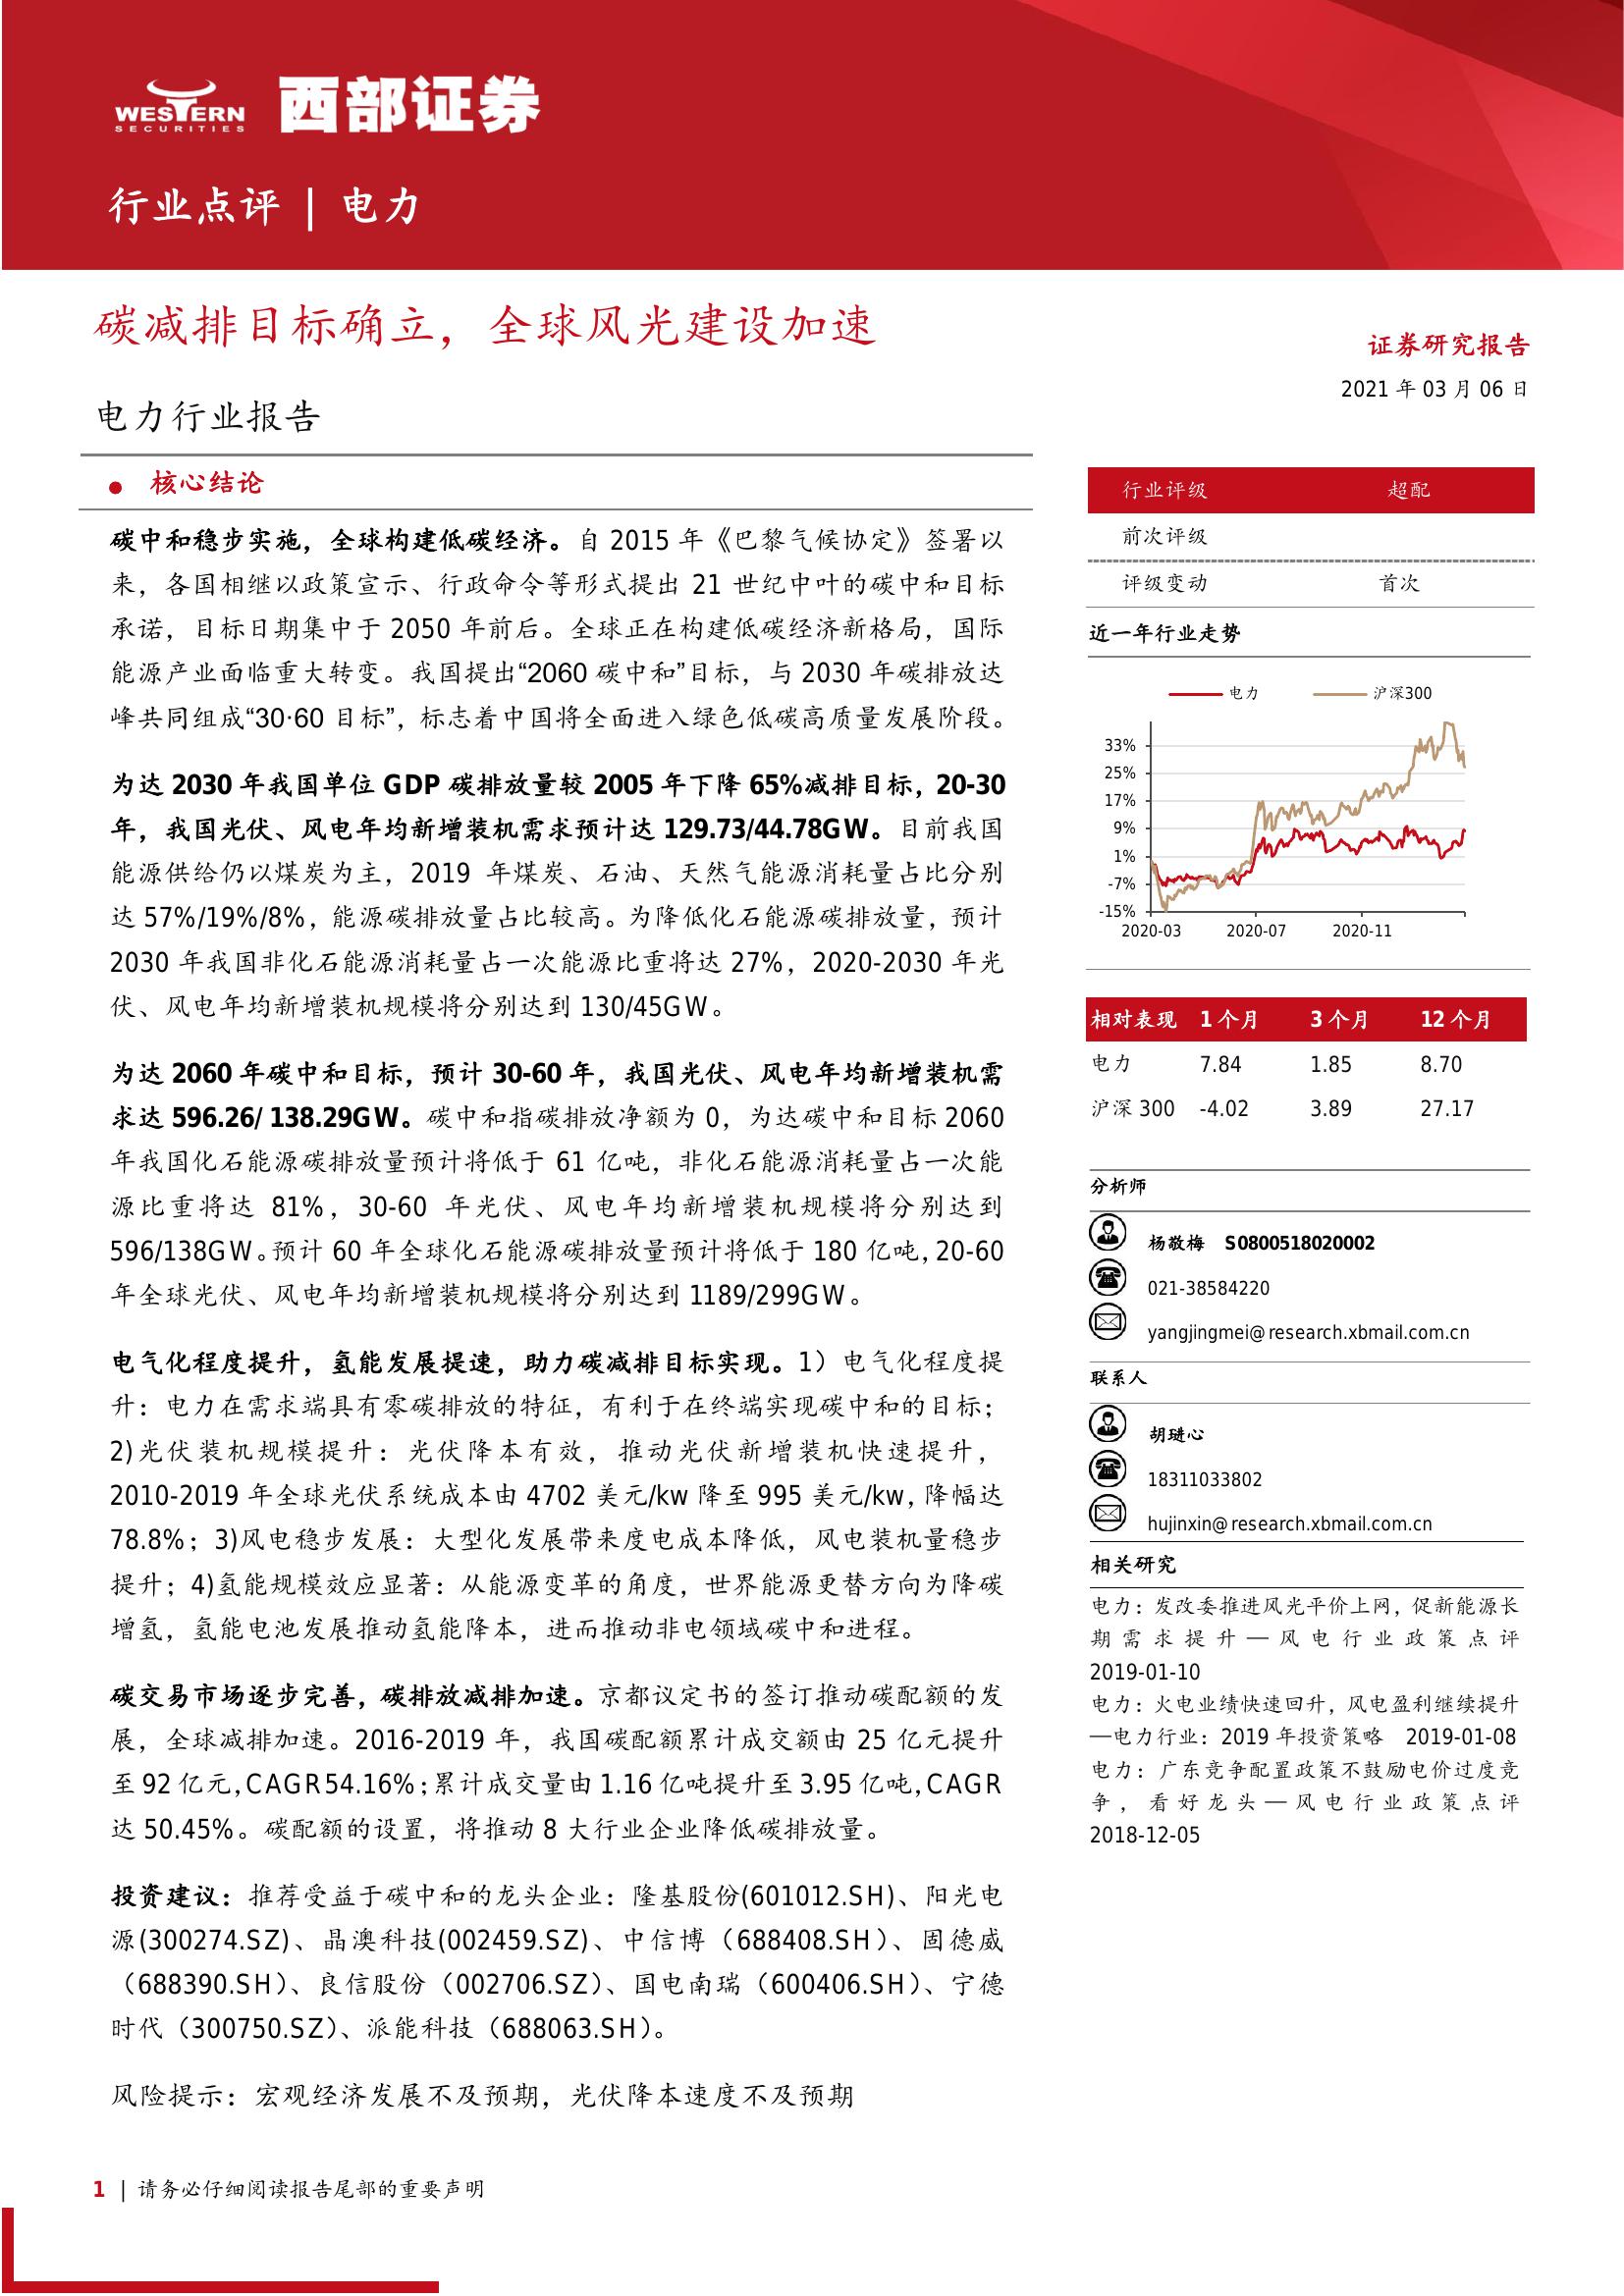 WESTERN
SECURITIES
西部证券
行业点评 | 电力
碳减排目标确立，全球风光建设加速
电力行业报告
证券研究报告
2021 年 03 月 06 日
● 核心结论
碳中和稳步实施，全球构建低碳经济。自 2015 年《巴黎气候协定》签署以
来，各国相继以政策宣示、行政命令等形式提出 21 世纪中叶的碳中和目标
承诺，目标日期集中于 2050 年前后。全球正在构建低碳经济新格局，国际
能源产业面临重大转变。我国提出“2060 碳中和”目标，与 2030 年碳排放达
峰共同组成“30·60 目标”，标志着中国将全面进入绿色低碳高质量发展阶段。
为达 2030 年我国单位 GDP 碳排放量较 2005 年下降 65%减排目标，20-30
年，我国光伏、风电年均新增装机需求预计达 129.73/44.78GW。目前我国
能源供给仍以煤炭为主，2019 年煤炭、石油、天然气能源消耗量占比分别
达 57%/19%/8%，能源碳排放量占比较高。为降低化石能源碳排放量，预计
2030 年我国非化石能源消耗量占一次能源比重将达 27%，2020-2030 年光
伏、风电年均新增装机规模将分别达到 130/45GW。
为达 2060 年碳中和目标，预计 30-60 年，我国光伏、风电年均新增装机需
求达 596.26/ 138.29GW。碳中和指碳排放净额为 0，为达碳中和目标 2060
年我国化石能源碳排放量预计将低于 61 亿吨，非化石能源消耗量占一次能
源比重将达 81%，30-60 年光伏、风电年均新增装机规模将分别达到
596/138GW。预计 60 年全球化石能源碳排放量预计将低于 180 亿吨，20-60
年全球光伏、风电年均新增装机规模将分别达到 1189/299GW。
电气化程度提升，氢能发展提速，助力碳减排目标实现。1）电气化程度提
升：电力在需求端具有零碳排放的特征，有利于在终端实现碳中和的目标；
2)光伏装机规模提升：光伏降本有效，推动光伏新增装机快速提升，
2010-2019 年全球光伏系统成本由 4702 美元/kw 降至 995 美元/kw，降幅达
78.8%；3)风电稳步发展：大型化发展带来度电成本降低，风电装机量稳步
提升；4)氢能规模效应显著：从能源变革的角度，世界能源更替方向为降碳
增氢，氢能电池发展推动氢能降本，进而推动非电领域碳中和进程。
碳交易市场逐步完善，碳排放减排加速。京都议定书的签订推动碳配额的发
展，全球减排加速。2016-2019 年，我国碳配额累计成交额由 25 亿元提升
至 92 亿元，CAGR54.16%；累计成交量由 1.16 亿吨提升至 3.95 亿吨，CAGR
达 50.45%。碳配额的设置，将推动 8 大行业企业降低碳排放量。
投资建议：推荐受益于碳中和的龙头企业：隆基股份(601012.SH)、阳光电
源(300274.SZ)、晶澳科技(002459.SZ)、中信博（688408.SH）、固德威
（688390.SH）、良信股份（002706.SZ）、国电南瑞（600406.SH）、宁德
时代（300750.SZ）、派能科技（688063.SH）。
风险提示：宏观经济发展不及预期，光伏降本速度不及预期
行业评级 超配
前次评级
评级变动 首次
近一年行业走势
电力 沪深300
33%
25%
17%
9%
1%
-7%
-15%
2020-03 2020-07 2020-11
相对表现 1 个月 3 个月 12 个月
电力 7.84 1.85 8.70
沪深 300 -4.02 3.89 27.17
分析师
杨敬梅 S0800518020002
021-38584220
yangjingmei@research.xbmail.com.cn
联系人
胡琎心
18311033802
hujinxin@research.xbmail.com.cn
相关研究
电力：发改委推进风光平价上网，促新能源长
期需求提升—风电行业政策点评
2019-01-10
电力：火电业绩快速回升，风电盈利继续提升
—电力行业：2019 年投资策略 2019-01-08
电力：广东竞争配置政策不鼓励电价过度竞
争，看好龙头—风电行业政策点评
2018-12-05
1 | 请务必仔细阅读报告尾部的重要声明